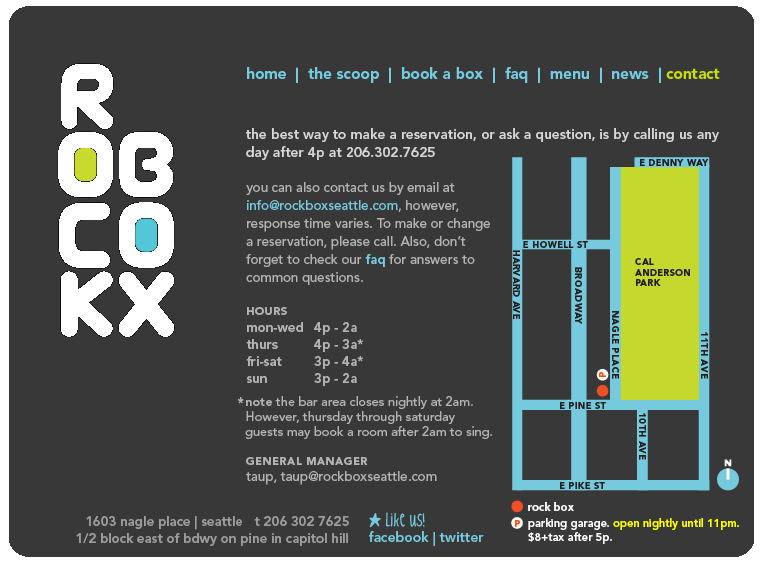 ROB
COKX
home | the scoop | book a box | faq | menu | news | contact
the best way to make a reservation, or ask a question, is by calling us any
day after 4p at 206.302.7625
you can also contact us by email at
info@rockboxseattle.com, however,
response time varies. To make or change
a reservation, please call. Also, don't
forget to check our faq for answers to
common questions.
HOURS
mon-wed 4p - 2a
thurs 4p - 3a*
fri-sat 3p - 4a*
sun 3p - 2a
*note the bar area closes nightly at 2am.
However, thursday through saturday
guests may book a room after 2am to sing.
GENERAL MANAGER
taup, taup@rockboxseattle.com
E DENNY WAY
E HOWELL ST
HARVARD AVE
BROADWAY
NAGLE PLACE
CAL
ANDERSON
PARK
11TH AVE
P
E PINE ST
10TH AVE
E PIKE ST
N
rock box
P parking garage. open nightly until 11pm.
$8+tax after 5p.
1603 nagle place | seattle t 206 302 7625
1/2 block east of bdwy on pine in capitol hill
Like us!
facebook | twitter